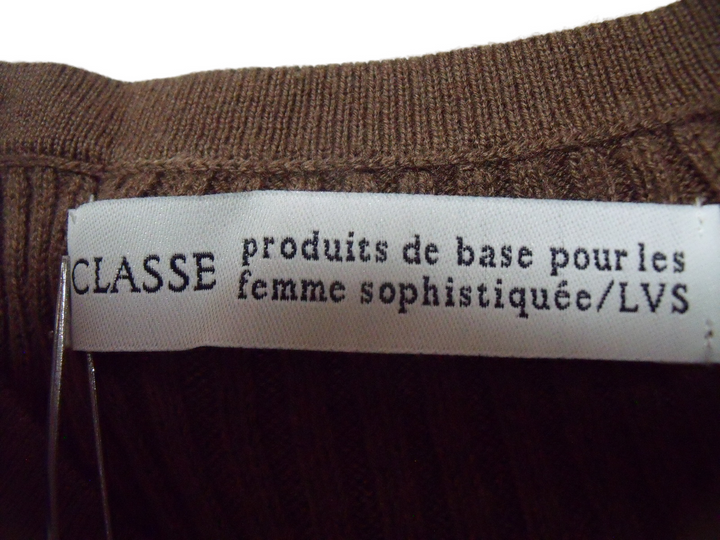 CLASSE
produits de base pour les
femme sophistiquée/LVS